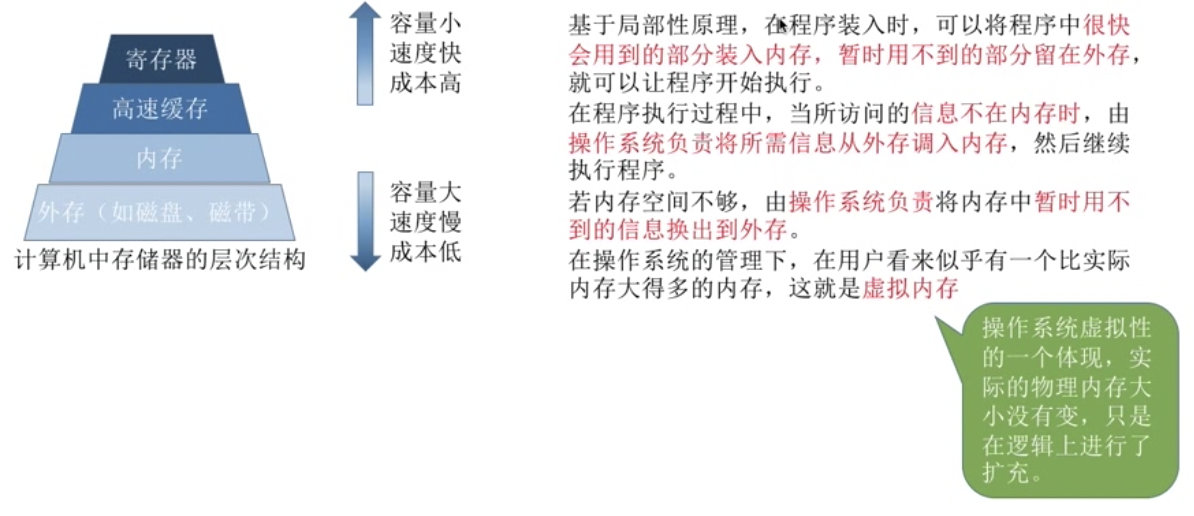 寄存器
高速缓存
内存
外存（如磁盘、磁带）
计算机中存储器的层次结构
容量小
速度快
成本高
容量大
速度慢
成本低
基于局部性原理，在程序装入时，可以将程序中很快
会用到的部分装入内存，暂时用不到的部分留在外存，
就可以让程序开始执行。
在程序执行过程中，当所访问的信息不在内存时，由
操作系统负责将所需信息从外存调入内存，然后继续
执行程序。
若内存空间不够，由操作系统负责将内存中暂时用不
到的信息换出到外存。
在操作系统的管理下，在用户看来似乎有一个比实际
内存大得多的内存，这就是虚拟内存
操作系统虚拟性
的一个体现，实
际的物理内存大
小没有变，只是
在逻辑上进行了
扩充。